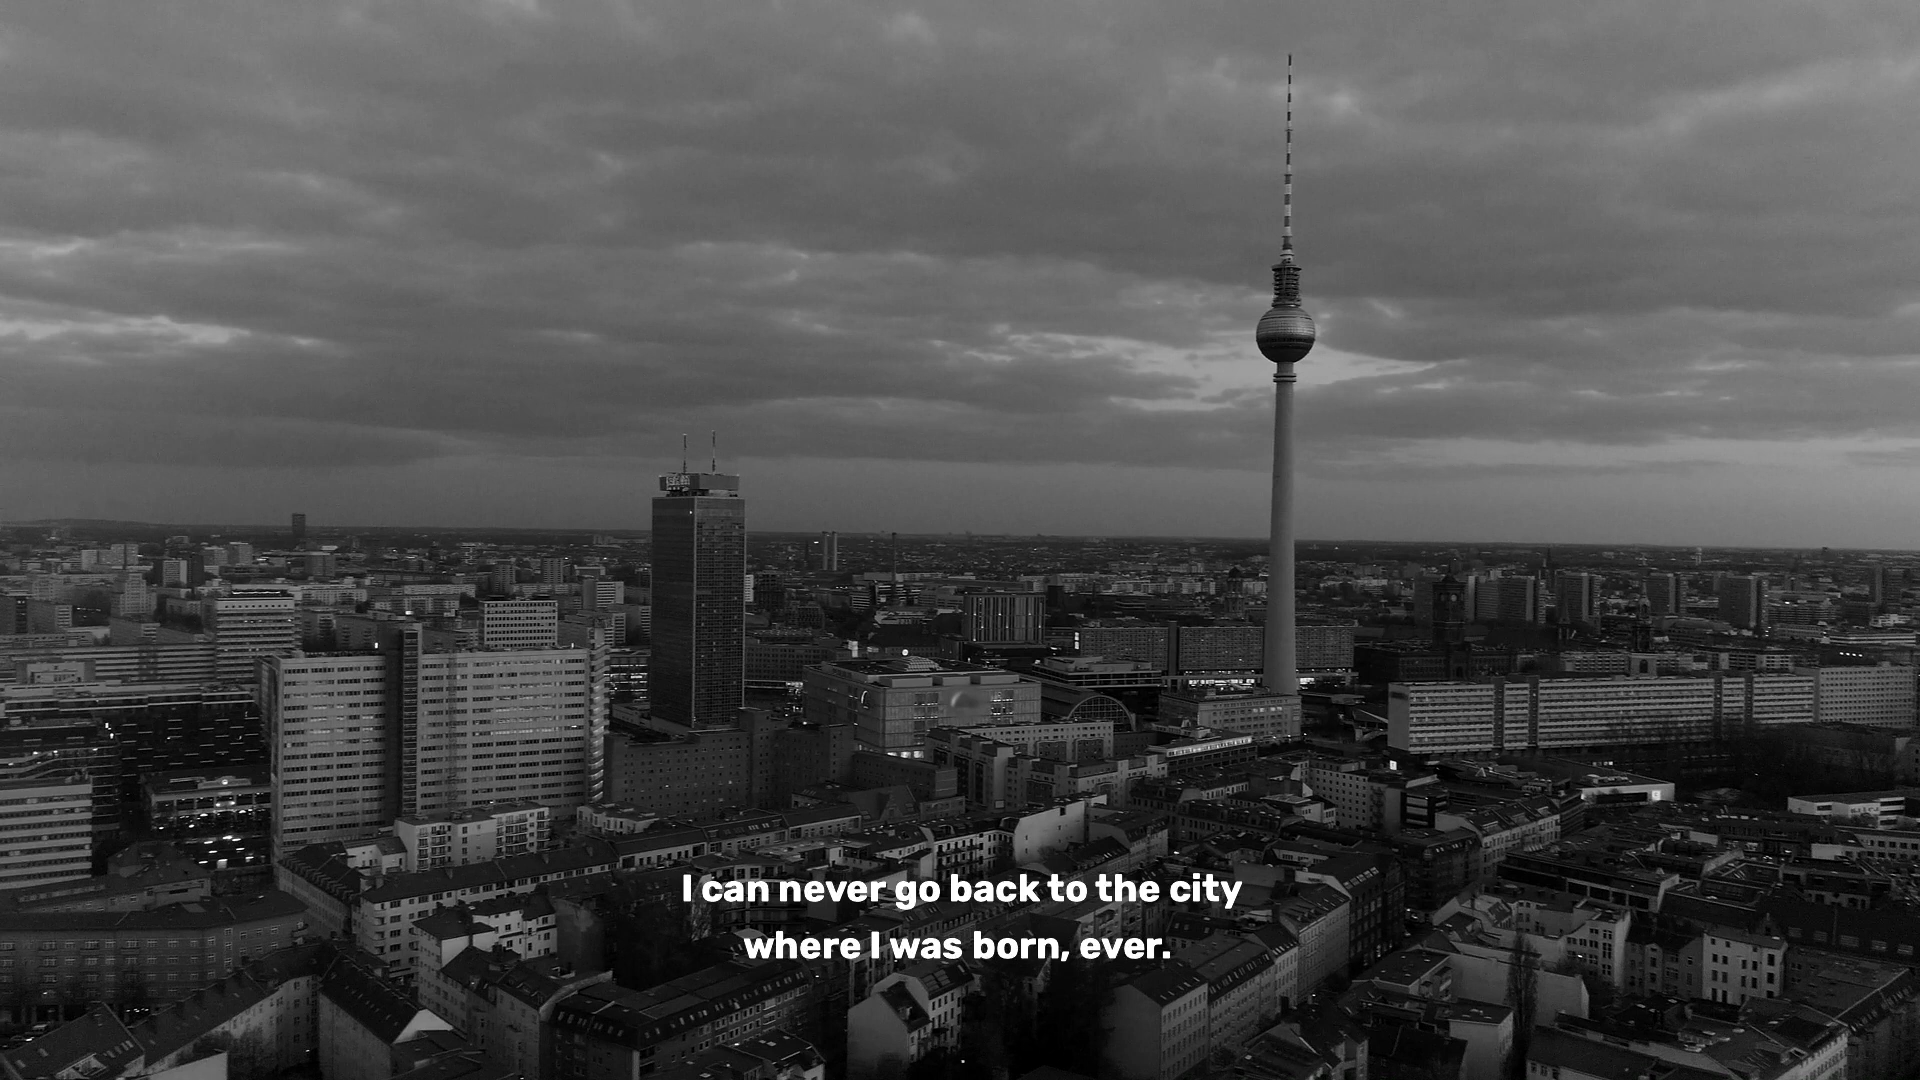 I can never go back to the city
where I was born, ever.